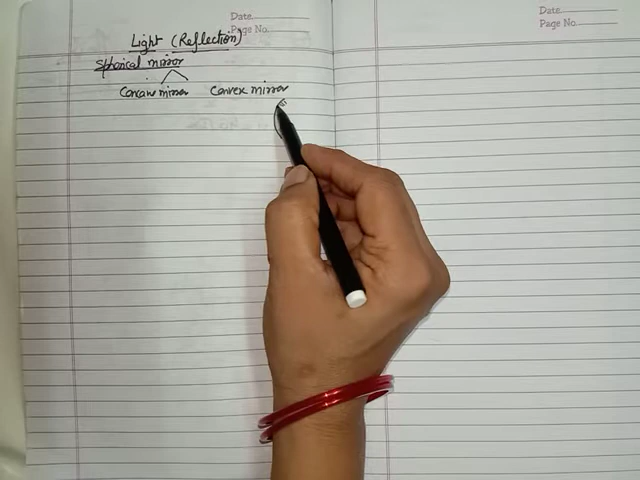 Date
Page No.
Date
Page No.
Light (Reflection)
Spherical mirror
Concave mirror Convex mirror